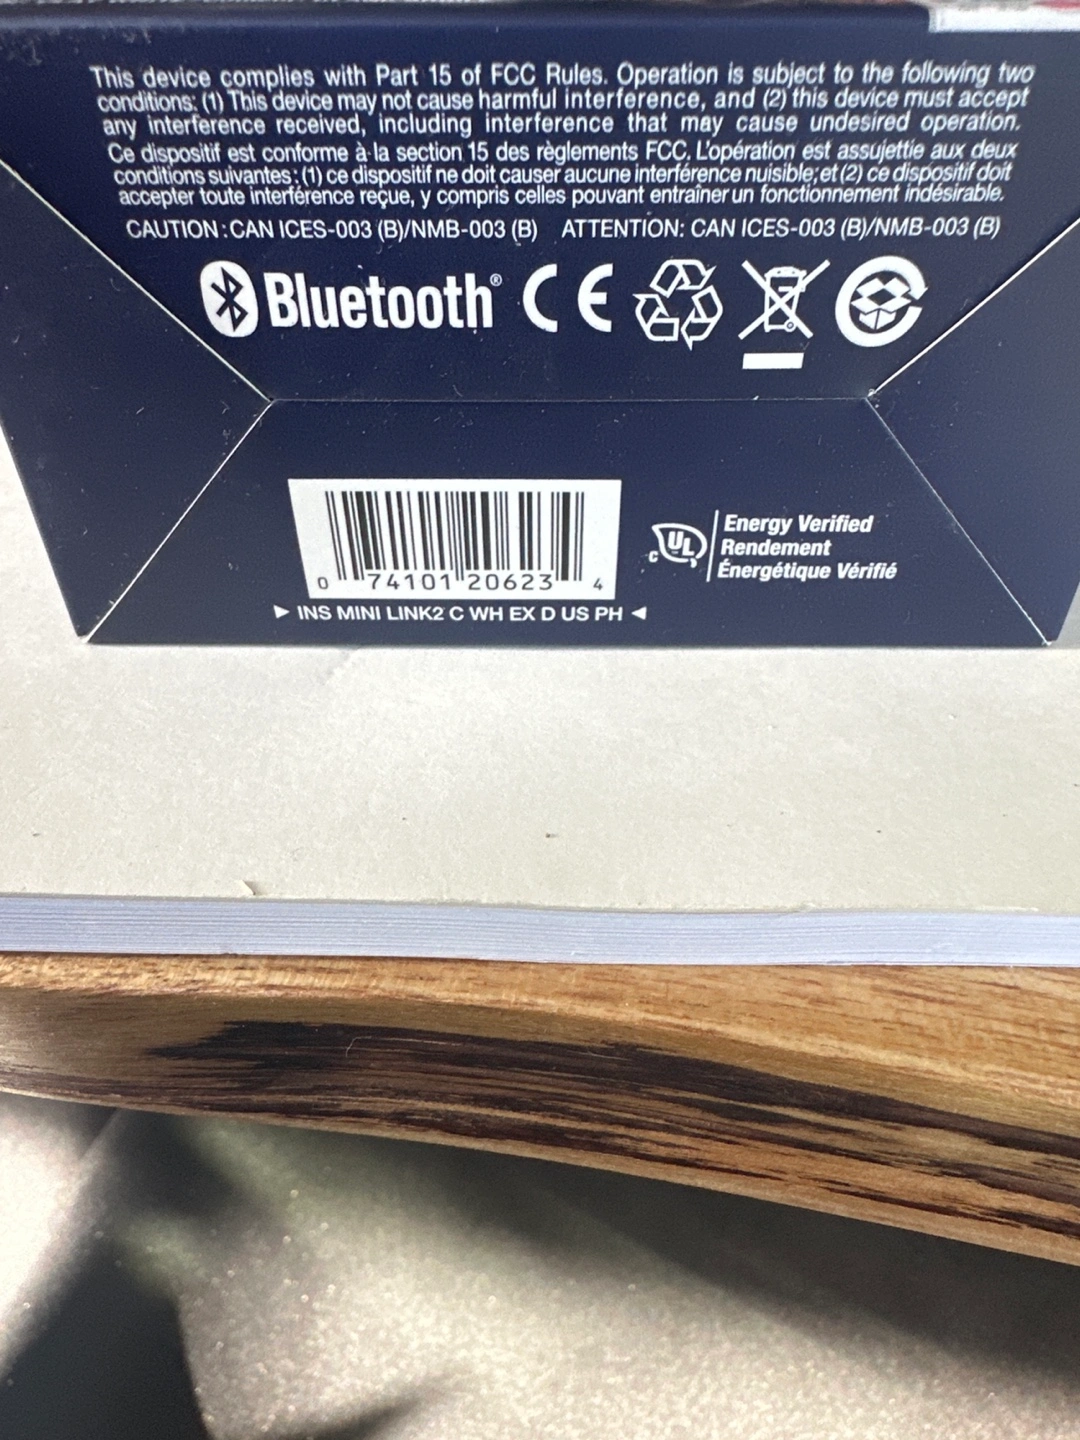 This device complies with Part 15 of FCC Rules. Operation is subject to the following two
conditions: (1) This device may not cause harmful interference, and (2) this device must accept
any interference received, including interference that may cause undesired operation.
Ce dispositif est conforme à la section 15 des règlements FCC. L'opération est assujettie aux deux
conditions suivantes: (1) ce dispositif ne doit causer aucune interférence nuisible, et (2) ce dispositif doit
accepter toute interférence reçue, y compris celles pouvant entraîner un fonctionnement indésirable.
CAUTION: CAN ICES-003 (B)/NMB-003 (B) ATTENTION: CAN ICES-003 (B)/NMB-003 (B)
Bluetooth® CE
Energy Verified
c UL Rendement
Énergétique Vérifié
0 74101 20623 4
► INS MINI LINK2 C WH EX D US PH ◄